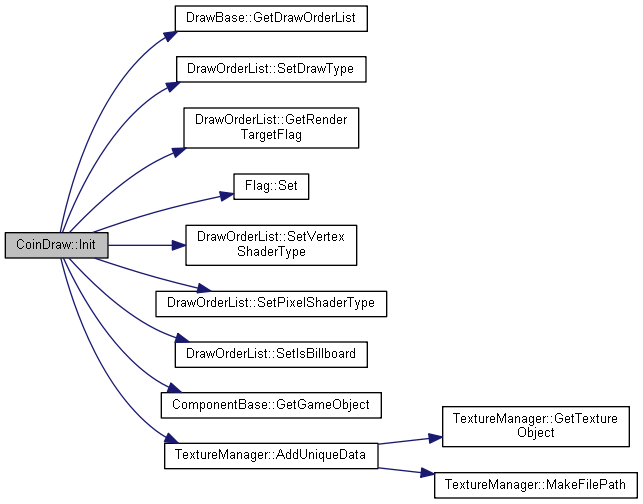 DrawBase::GetDrawOrderList
DrawOrderList::SetDrawType
DrawOrderList::GetRender
TargetFlag
Flag::Set
CoinDraw::Init
DrawOrderList::SetVertex
ShaderType
DrawOrderList::SetPixelShaderType
DrawOrderList::SetIsBillboard
ComponentBase::GetGameObject
TextureManager::AddUniqueData
TextureManager::GetTexture
Object
TextureManager::MakeFilePath